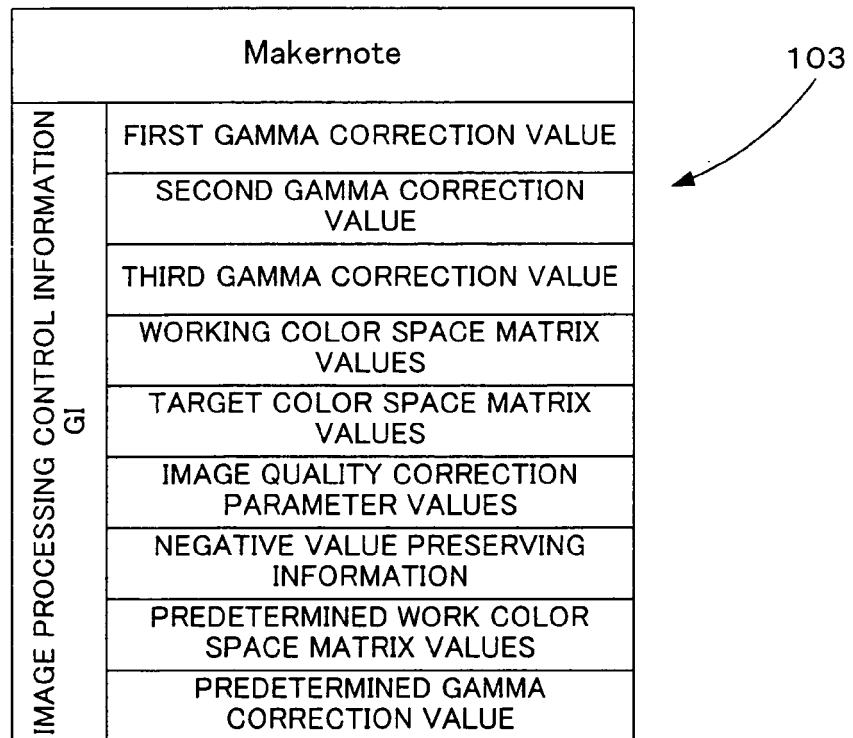 Makernote
103
IMAGE PROCESSING CONTROL INFORMATION
GI
FIRST GAMMA CORRECTION VALUE
SECOND GAMMA CORRECTION
VALUE
THIRD GAMMA CORRECTION VALUE
WORKING COLOR SPACE MATRIX
VALUES
TARGET COLOR SPACE MATRIX
VALUES
IMAGE QUALITY CORRECTION
PARAMETER VALUES
NEGATIVE VALUE PRESERVING
INFORMATION
PREDETERMINED WORK COLOR
SPACE MATRIX VALUES
PREDETERMINED GAMMA
CORRECTION VALUE